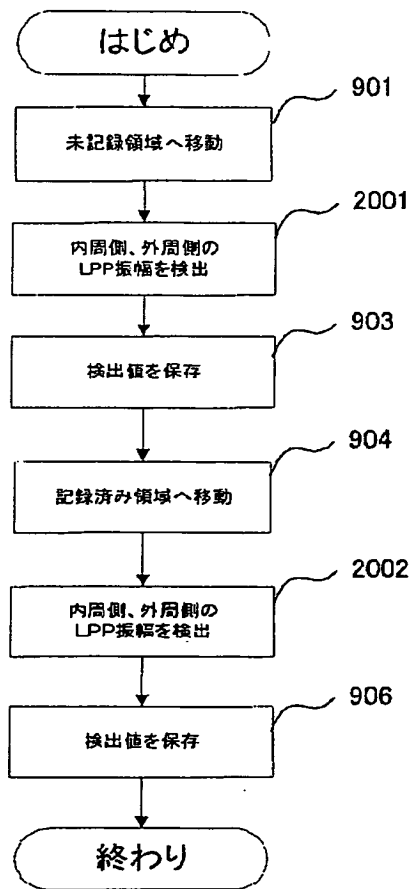 はじめ
901
未記録領域へ移動
2001
内周側、外周側の
LPP振幅を検出
903
検出値を保存
904
記録済み領域へ移動
2002
内周側、外周側の
LPP振幅を検出
906
検出値を保存
終わり